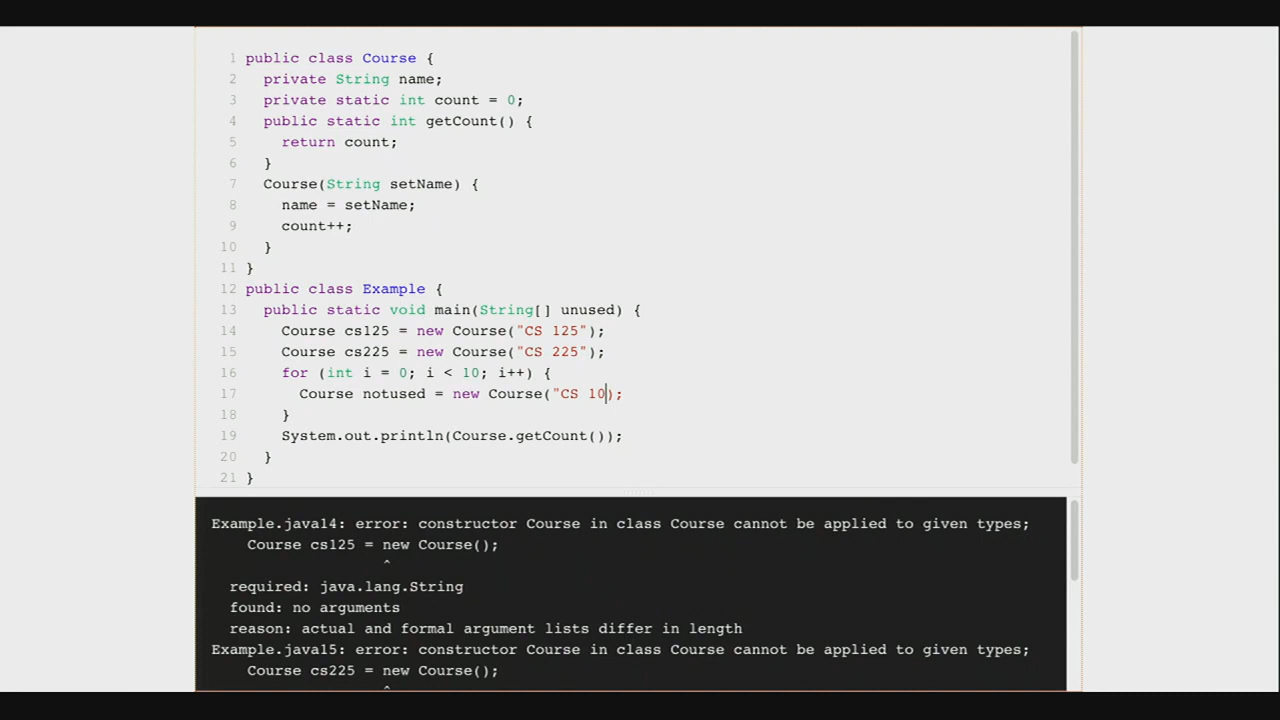 1 public class Course {
2 private String name;
3 private static int count = 0;
4 public static int getCount() {
5 return count;
6 }
7 Course(String setName) {
8 name = setName;
9 count++;
10 }
11 }
12 public class Example {
13 public static void main(String[] unused) {
14 Course cs125 = new Course("CS 125");
15 Course cs225 = new Course("CS 225");
16 for (int i = 0; i < 10; i++) {
17 Course notused = new Course("CS 10);
18 }
19 System.out.println(Course.getCount());
20 }
21 }
Example.java14: error: constructor Course in class Course cannot be applied to given types;
Course cs125 = new Course();
^
required: java.lang.String
found: no arguments
reason: actual and formal argument lists differ in length
Example.java15: error: constructor Course in class Course cannot be applied to given types;
Course cs225 = new Course();
^